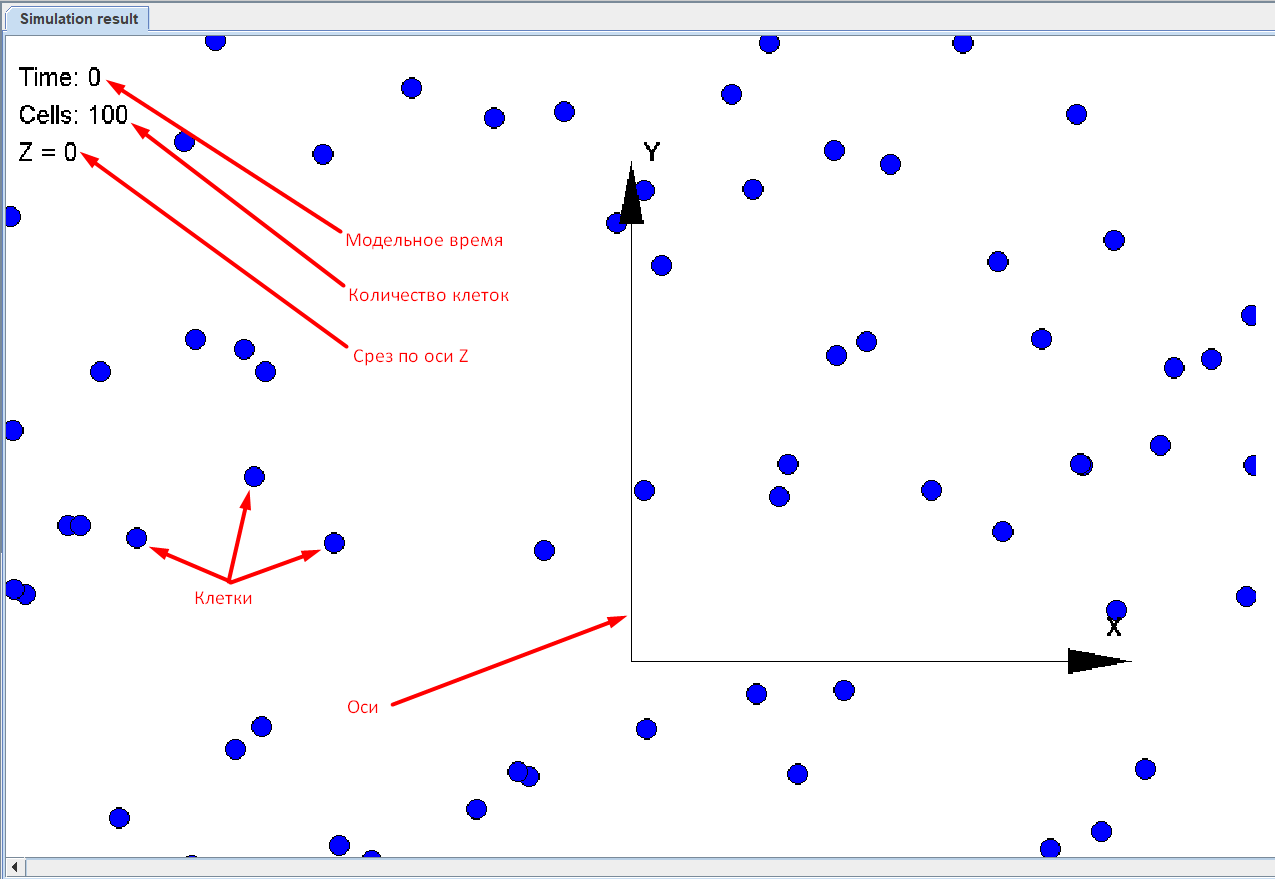 Simulation result
Time: 0
Cells: 100
Z = 0
Y
Модельное время
Количество клеток
Срез по оси Z
Клетки
X
Оси